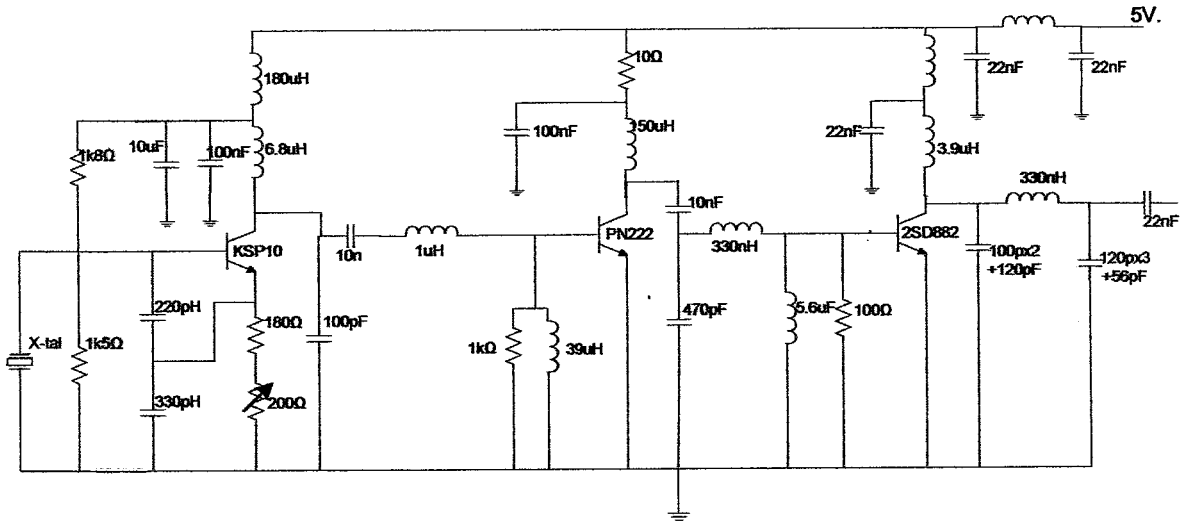 5V.
10Ω
22nF
22nF
180uH
100nF
150uH
22nF
3.9uH
10uF
100nF
6.8uH
1k8Ω
330nH
10nF
22nF
KSP10
PN222
2SD882
10n
1uH
330nH
100px2
+120pF
120px3
+56pF
220pH
180Ω
100pF
470pF
5.6uF
100Ω
X-tal
1k5Ω
1kΩ
39uH
330pH
200Ω